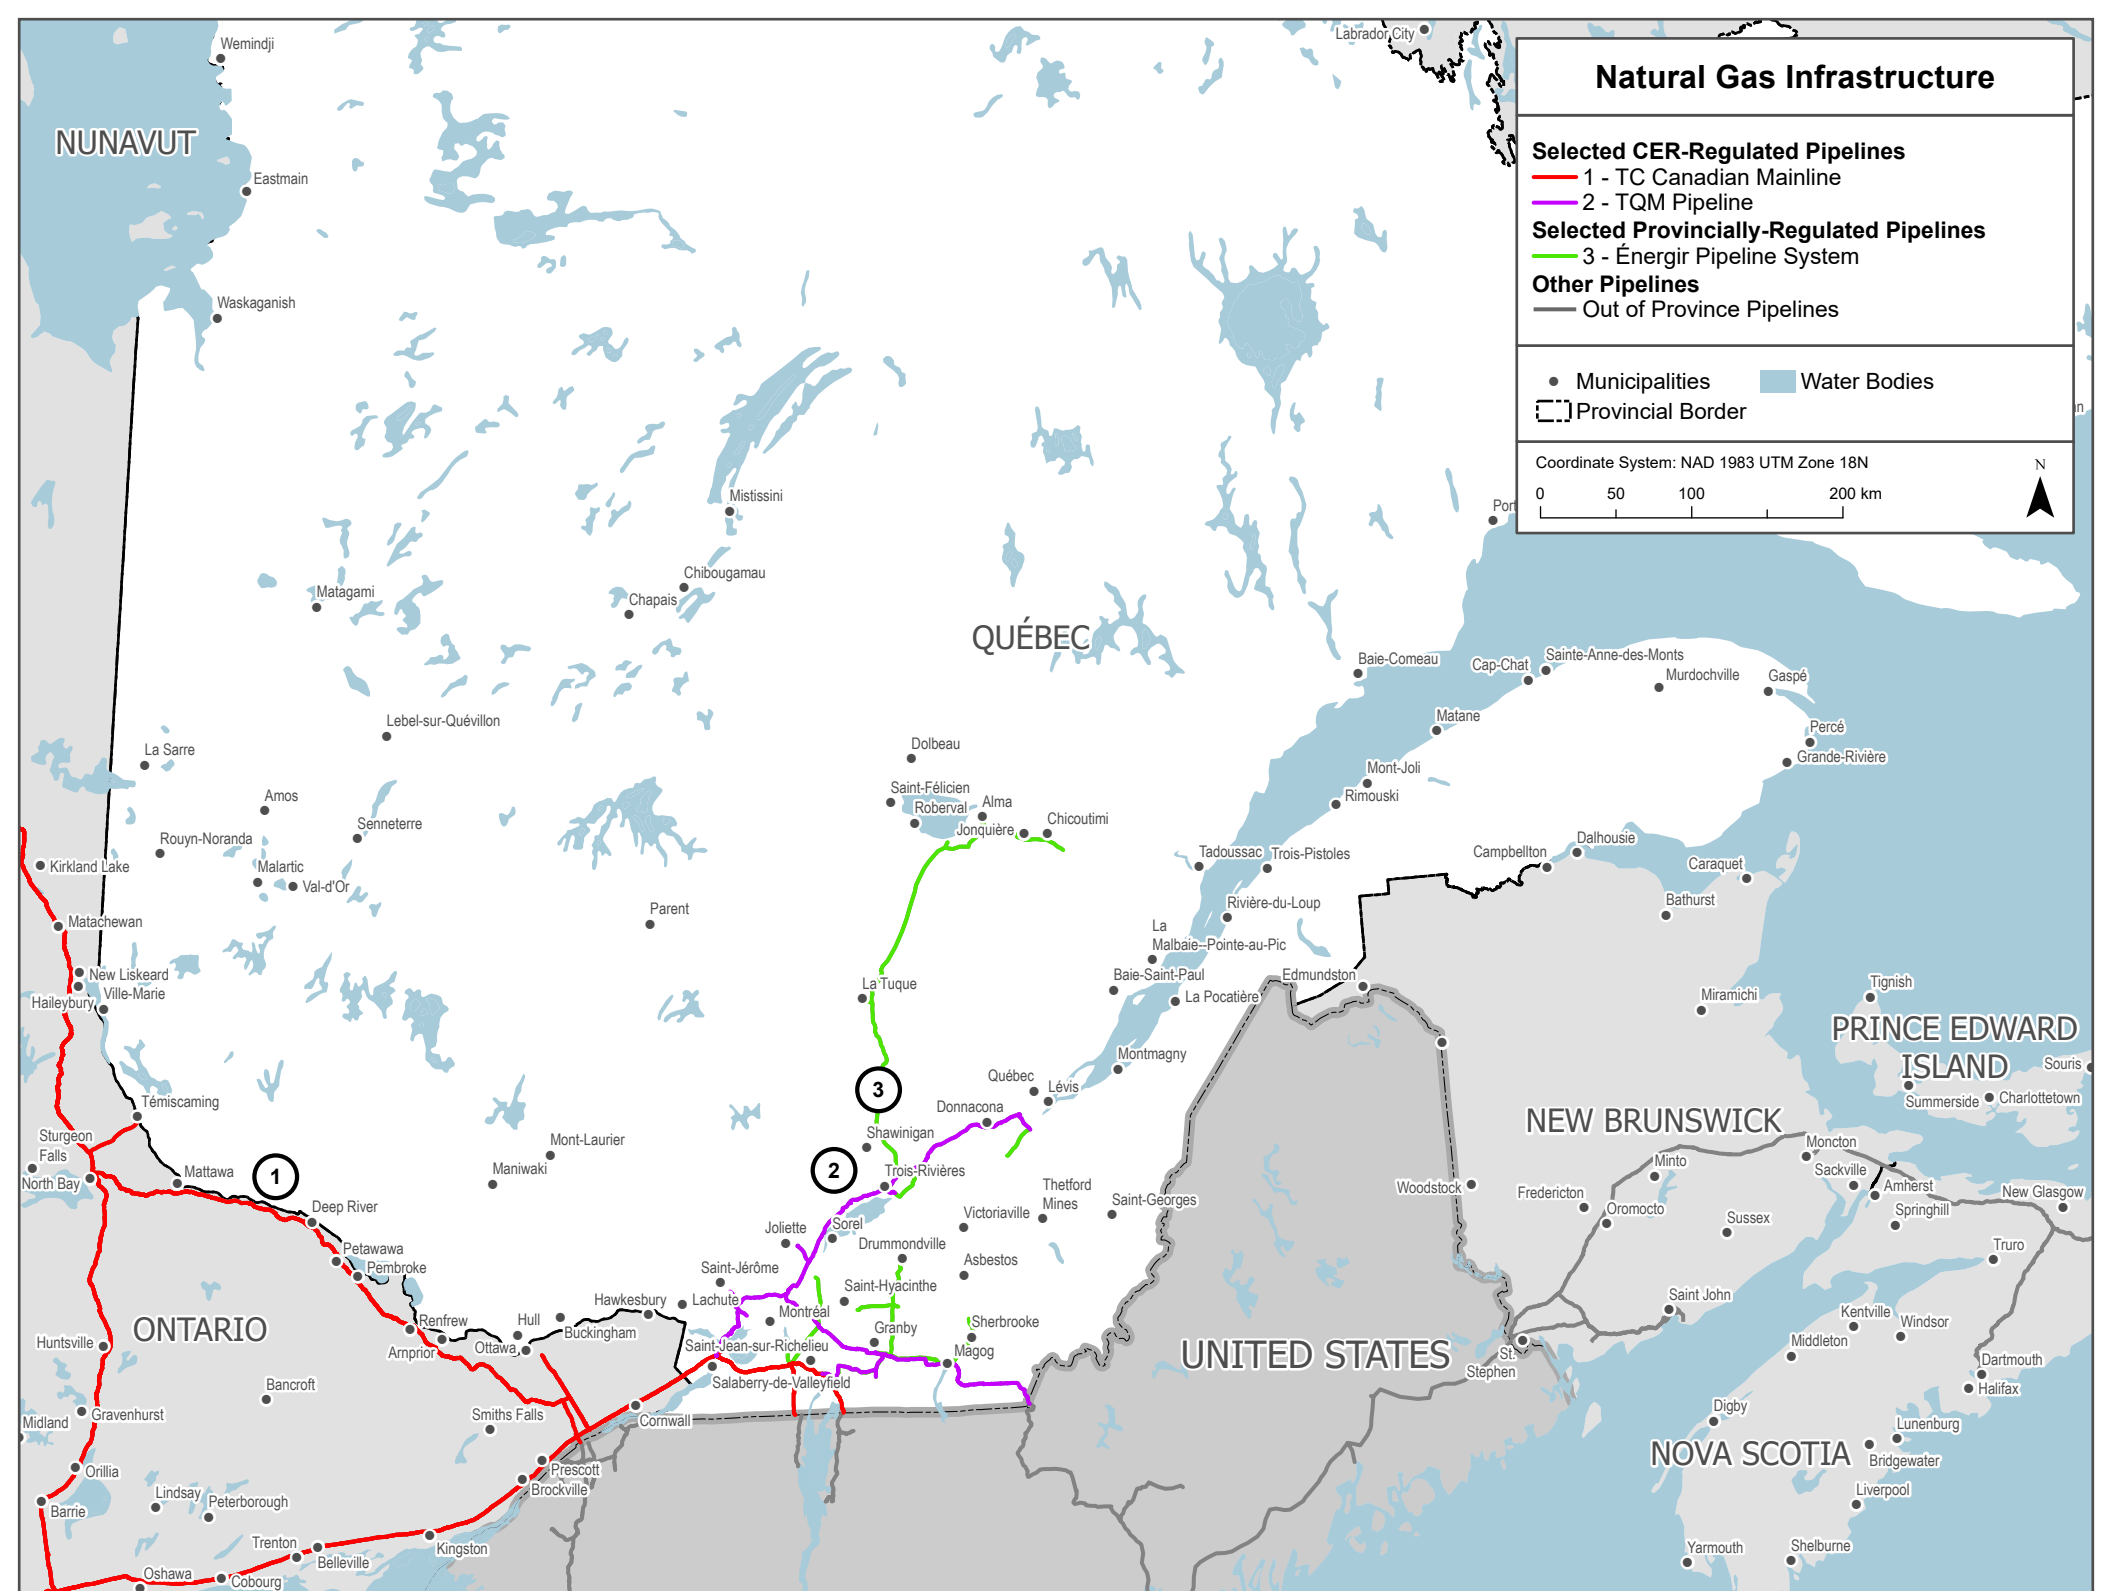 Natural Gas Infrastructure
Selected CER-Regulated Pipelines
1 - TC Canadian Mainline
2 - TQM Pipeline
Selected Provincially-Regulated Pipelines
3 - Énergir Pipeline System
Other Pipelines
Out of Province Pipelines
Municipalities
Water Bodies
Provincial Border
Coordinate System: NAD 1983 UTM Zone 18N
N
0 50 100 200 km
Labrador City
Wemindji
NUNAVUT
Eastmain
Waskaganish
Mistissini
Chibougamau
Chapais
Matagami
QUÉBEC
Baie-Comeau
Cap-Chat
Sainte-Anne-des-Monts
Murdochville
Gaspé
Matane
Percé
Grande-Rivière
Mont-Joli
Rimouski
Lebel-sur-Quévillon
La Sarre
Dolbeau
Saint-Félicien
Roberval
Alma
Jonquière
Chicoutimi
Amos
Senneterre
Rouyn-Noranda
Malartic
Val-d'Or
Kirkland Lake
Matachewan
Parent
Tadoussac
Trois-Pistoles
Campbellton
Dalhousie
Caraquet
Bathurst
Rivière-du-Loup
La
Malbaie--Pointe-au-Pic
Baie-Saint-Paul
La Pocatière
Edmundston
New Liskeard
Haileybury
Ville-Marie
La Tuque
Miramichi
Tignish
PRINCE EDWARD
ISLAND
Souris
Summerside
Charlottetown
Montmagny
Québec
Lévis
Donnacona
3
Témiscaming
Sturgeon
Falls
North Bay
Mattawa
1
Mont-Laurier
Maniwaki
Shawinigan
2
Trois-Rivières
NEW BRUNSWICK
Moncton
Sackville
Amherst
New Glasgow
Minto
Woodstock
Fredericton
Oromocto
Sussex
Springhill
Truro
Deep River
Petawawa
Pembroke
Thetford
Mines
Saint-Georges
Victoriaville
Joliette
Sorel
Drummondville
Asbestos
Saint-Jérôme
Saint-Hyacinthe
Hawkesbury
Lachute
Montréal
Sherbrooke
Granby
Magog
ONTARIO
Renfrew
Arnprior
Hull
Buckingham
Ottawa
Saint-Jean-sur-Richelieu
Salaberry-de-Valleyfield
UNITED STATES
St.
Stephen
Saint John
Kentville
Windsor
Middleton
Dartmouth
Halifax
Huntsville
Bancroft
Midland
Gravenhurst
Smiths Falls
Cornwall
Digby
Lunenburg
NOVA SCOTIA
Bridgewater
Liverpool
Orillia
Barrie
Lindsay
Peterborough
Prescott
Brockville
Trenton
Belleville
Kingston
Oshawa
Cobourg
Yarmouth
Shelburne